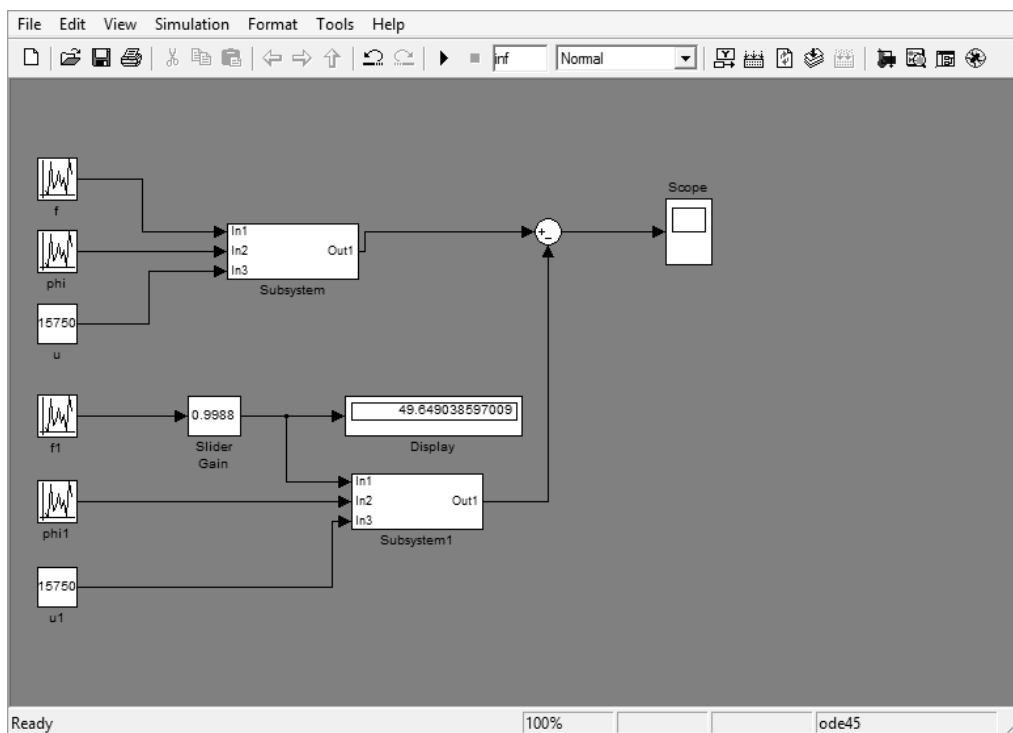 File Edit View Simulation Format Tools Help
inf Normal
Scope
f
In1
In2 Out1
In3
phi
Subsystem
15750
u
0.9988 49.649038597009
f1 Slider Display
Gain
In1
In2 Out1
In3
phi1
Subsystem1
15750
u1
Ready 100% ode45